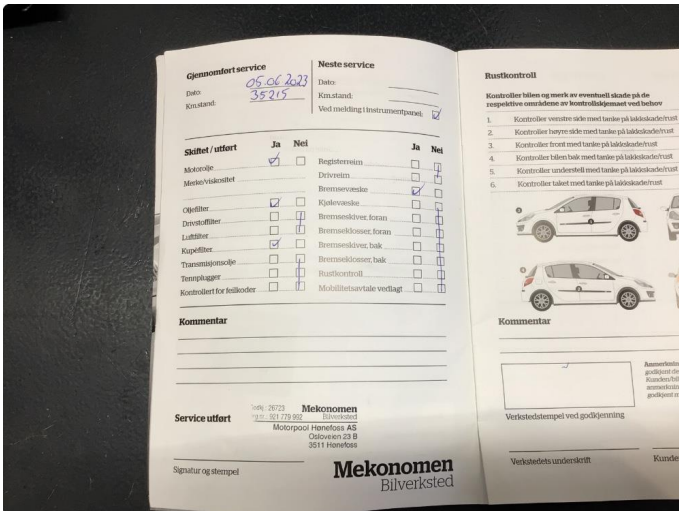 Gjennomført service
Dato: 05.06 2023
Km.stand: 35215
Neste service
Dato:
Km.stand:
Ved melding i instrumentpanel:
Skiftet / utført Ja Nei
Motorolje
Merke/viskositet
Oljefilter
Drivstoffilter
Luftfilter
Kupefilter
Transmisjonsolje
Tennplugger
Kontrollert for feilkoder
Ja Nei
Registerreim
Drivreim
Bremsevæske
Kjølevæske
Bremseskiver, foran
Bremseklosser, foran
Bremseskiver, bak
Bremseklosser, bak
Rustkontroll
Mobilitetsavtale vedlagt
Kommentar
Service utført
26723 Mekonomen
921 779 992 Bilverksted
Motorpool Hønefoss AS
Osloveien 23 B
3511 Hønefoss
Signatur og stempel
Mekonomen
Bilverksted
Rustkontroll
Kontroller bilen og merk av eventuell skade på de
respektive områdene av kontrollskjemaet ved behov
1. Kontroller venstre side med tanke på lakkskade/rust
2. Kontroller høyre side med tanke på lakkskade/rust
3. Kontroller front med tanke på lakkskade/rust
4. Kontroller bilen bak med tanke på lakkskade/rust
5. Kontroller understell med tanke på lakkskade/rust
6. Kontroller taket med tanke på lakkskade/rust
Kommentar
Verkstedstempel ved godkjenning
Verkstedets underskrift